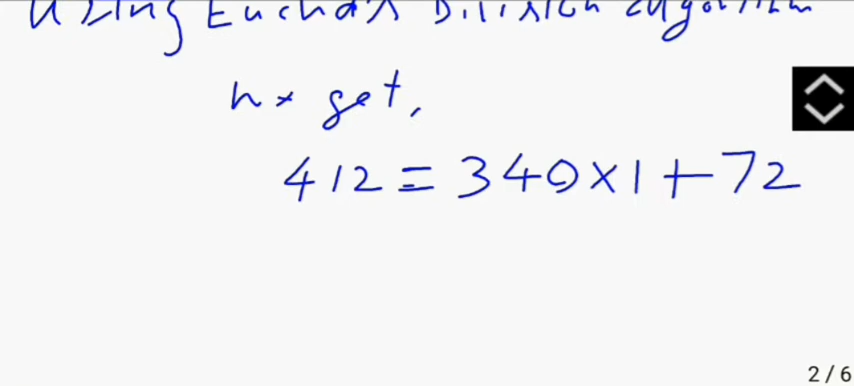 Using Euclid's Division algorithm
we get,
412 = 340 × 1 + 72
2 / 6